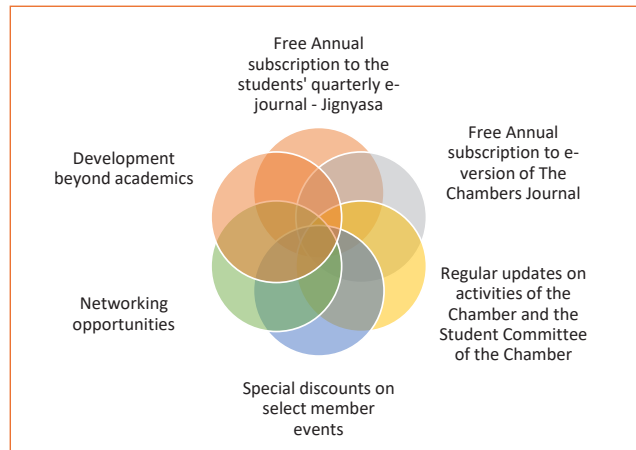 Free Annual
subscription to the
students' quarterly e-
journal - Jignyasa
Free Annual
subscription to e-
version of The
Chambers Journal
Regular updates on
activities of the
Chamber and the
Student Committee
of the Chamber
Special discounts on
select member
events
Networking
opportunities
Development
beyond academics